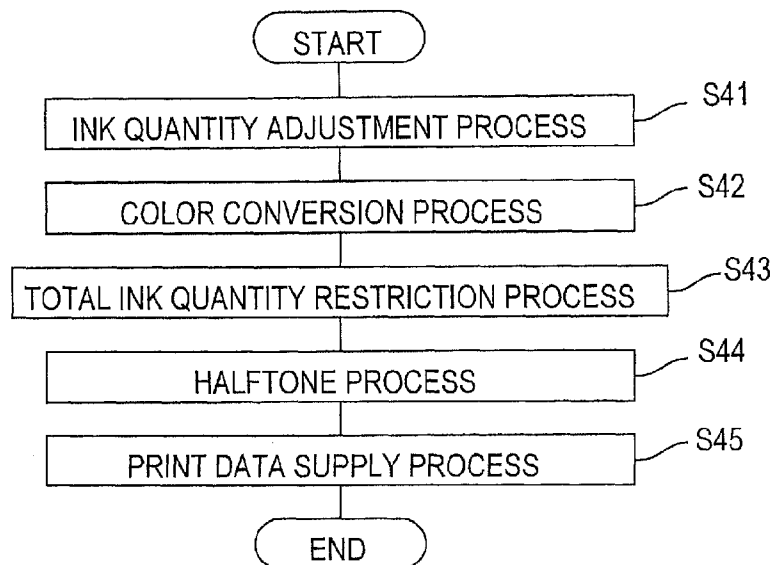 START
INK QUANTITY ADJUSTMENT PROCESS
S41
COLOR CONVERSION PROCESS
S42
TOTAL INK QUANTITY RESTRICTION PROCESS
S43
HALFTONE PROCESS
S44
PRINT DATA SUPPLY PROCESS
S45
END